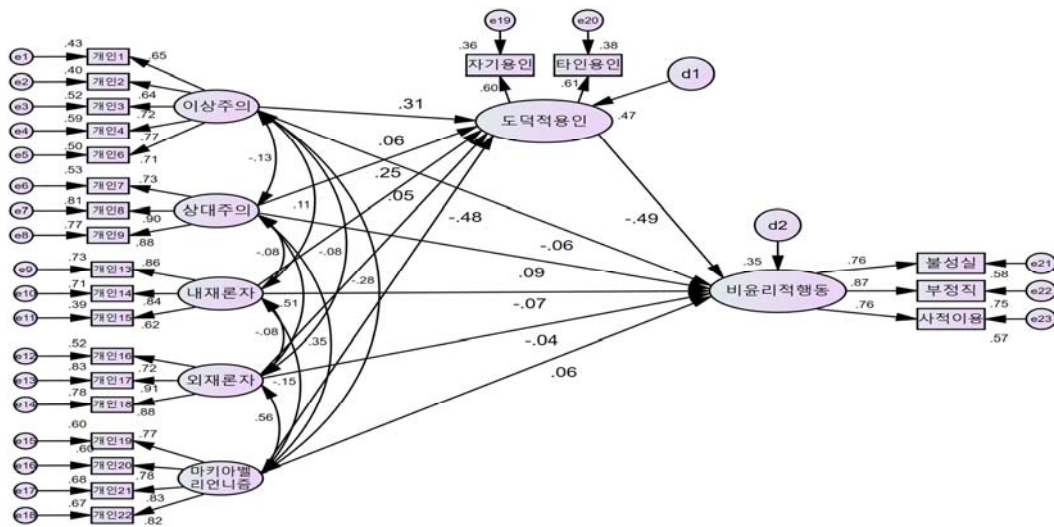 e19
e20
.36
.38
자기용인
타인용인
d1
.60
.61
도덕적용인
.47
e1
.43
개인1
.65
e2
.40
개인2
.64
e3
.52
개인3
.72
e4
.59
개인4
.77
e5
.50
개인6
.71
이상주의
.31
.06
.25
.05
-.48
-.49
-.13
.11
-.08
-.28
e6
.53
개인7
.73
e7
.81
개인8
.90
e8
.77
개인9
.88
상대주의
-.06
.09
-.07
-.04
.06
-.08
.51
.35
e9
.73
개인13
.86
e10
.71
개인14
.84
e11
.39
개인15
.62
내재론자
-.08
-.15
e12
.52
개인16
.72
e13
.83
개인17
.91
e14
.78
개인18
.88
외재론자
.56
e15
.60
개인19
.77
e16
.60
개인20
.78
e17
.68
개인21
.83
e18
.67
개인22
.82
마키아벨
리언니즘
d2
.35
비윤리적행동
.76
불성실
e21
.58
.87
부정직
e22
.75
.76
사적이용
e23
.57